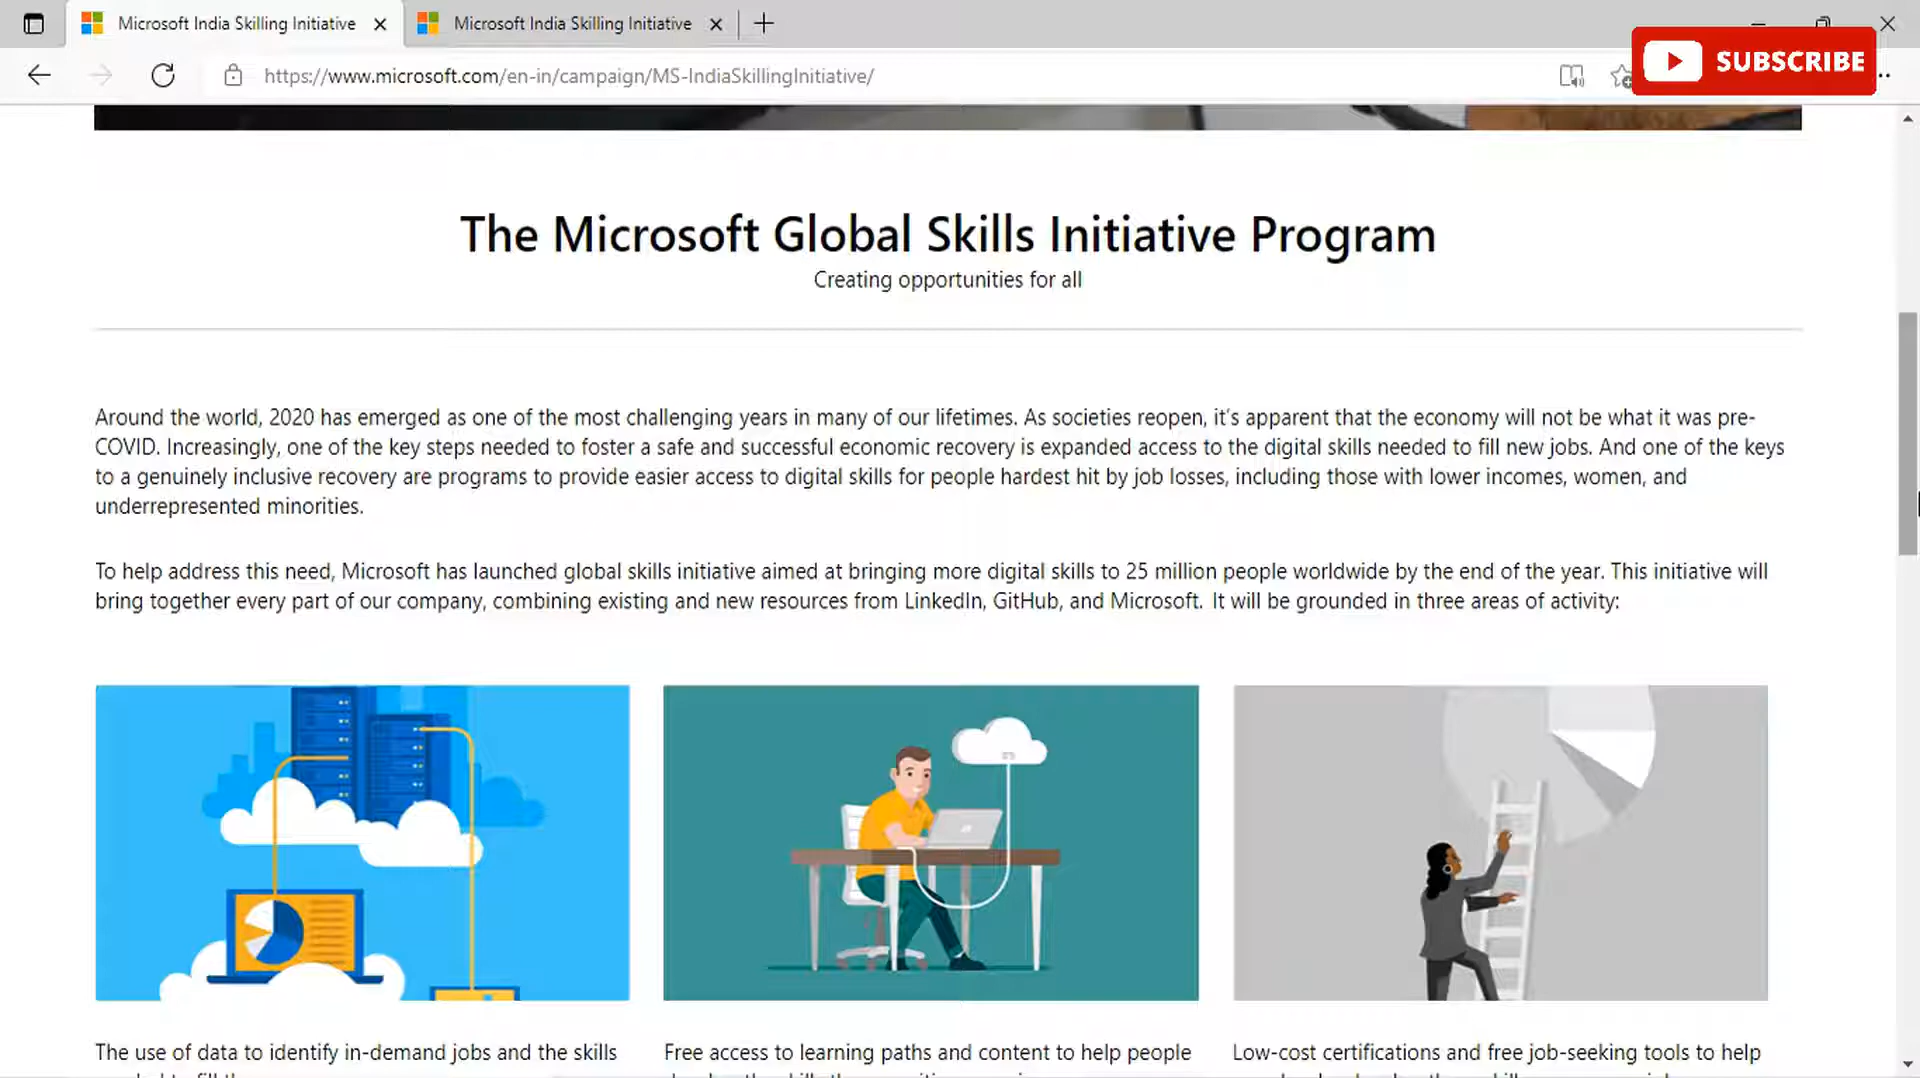 Microsoft India Skilling Initiative
Microsoft India Skilling Initiative
https://www.microsoft.com/en-in/campaign/MS-IndiaSkillingInitiative/
SUBSCRIBE
The Microsoft Global Skills Initiative Program
Creating opportunities for all
Around the world, 2020 has emerged as one of the most challenging years in many of our lifetimes. As societies reopen, it's apparent that the economy will not be what it was pre-
COVID. Increasingly, one of the key steps needed to foster a safe and successful economic recovery is expanded access to the digital skills needed to fill new jobs. And one of the keys
to a genuinely inclusive recovery are programs to provide easier access to digital skills for people hardest hit by job losses, including those with lower incomes, women, and
underrepresented minorities.
To help address this need, Microsoft has launched global skills initiative aimed at bringing more digital skills to 25 million people worldwide by the end of the year. This initiative will
bring together every part of our company, combining existing and new resources from LinkedIn, GitHub, and Microsoft. It will be grounded in three areas of activity:
The use of data to identify in-demand jobs and the skills
Free access to learning paths and content to help people
Low-cost certifications and free job-seeking tools to help